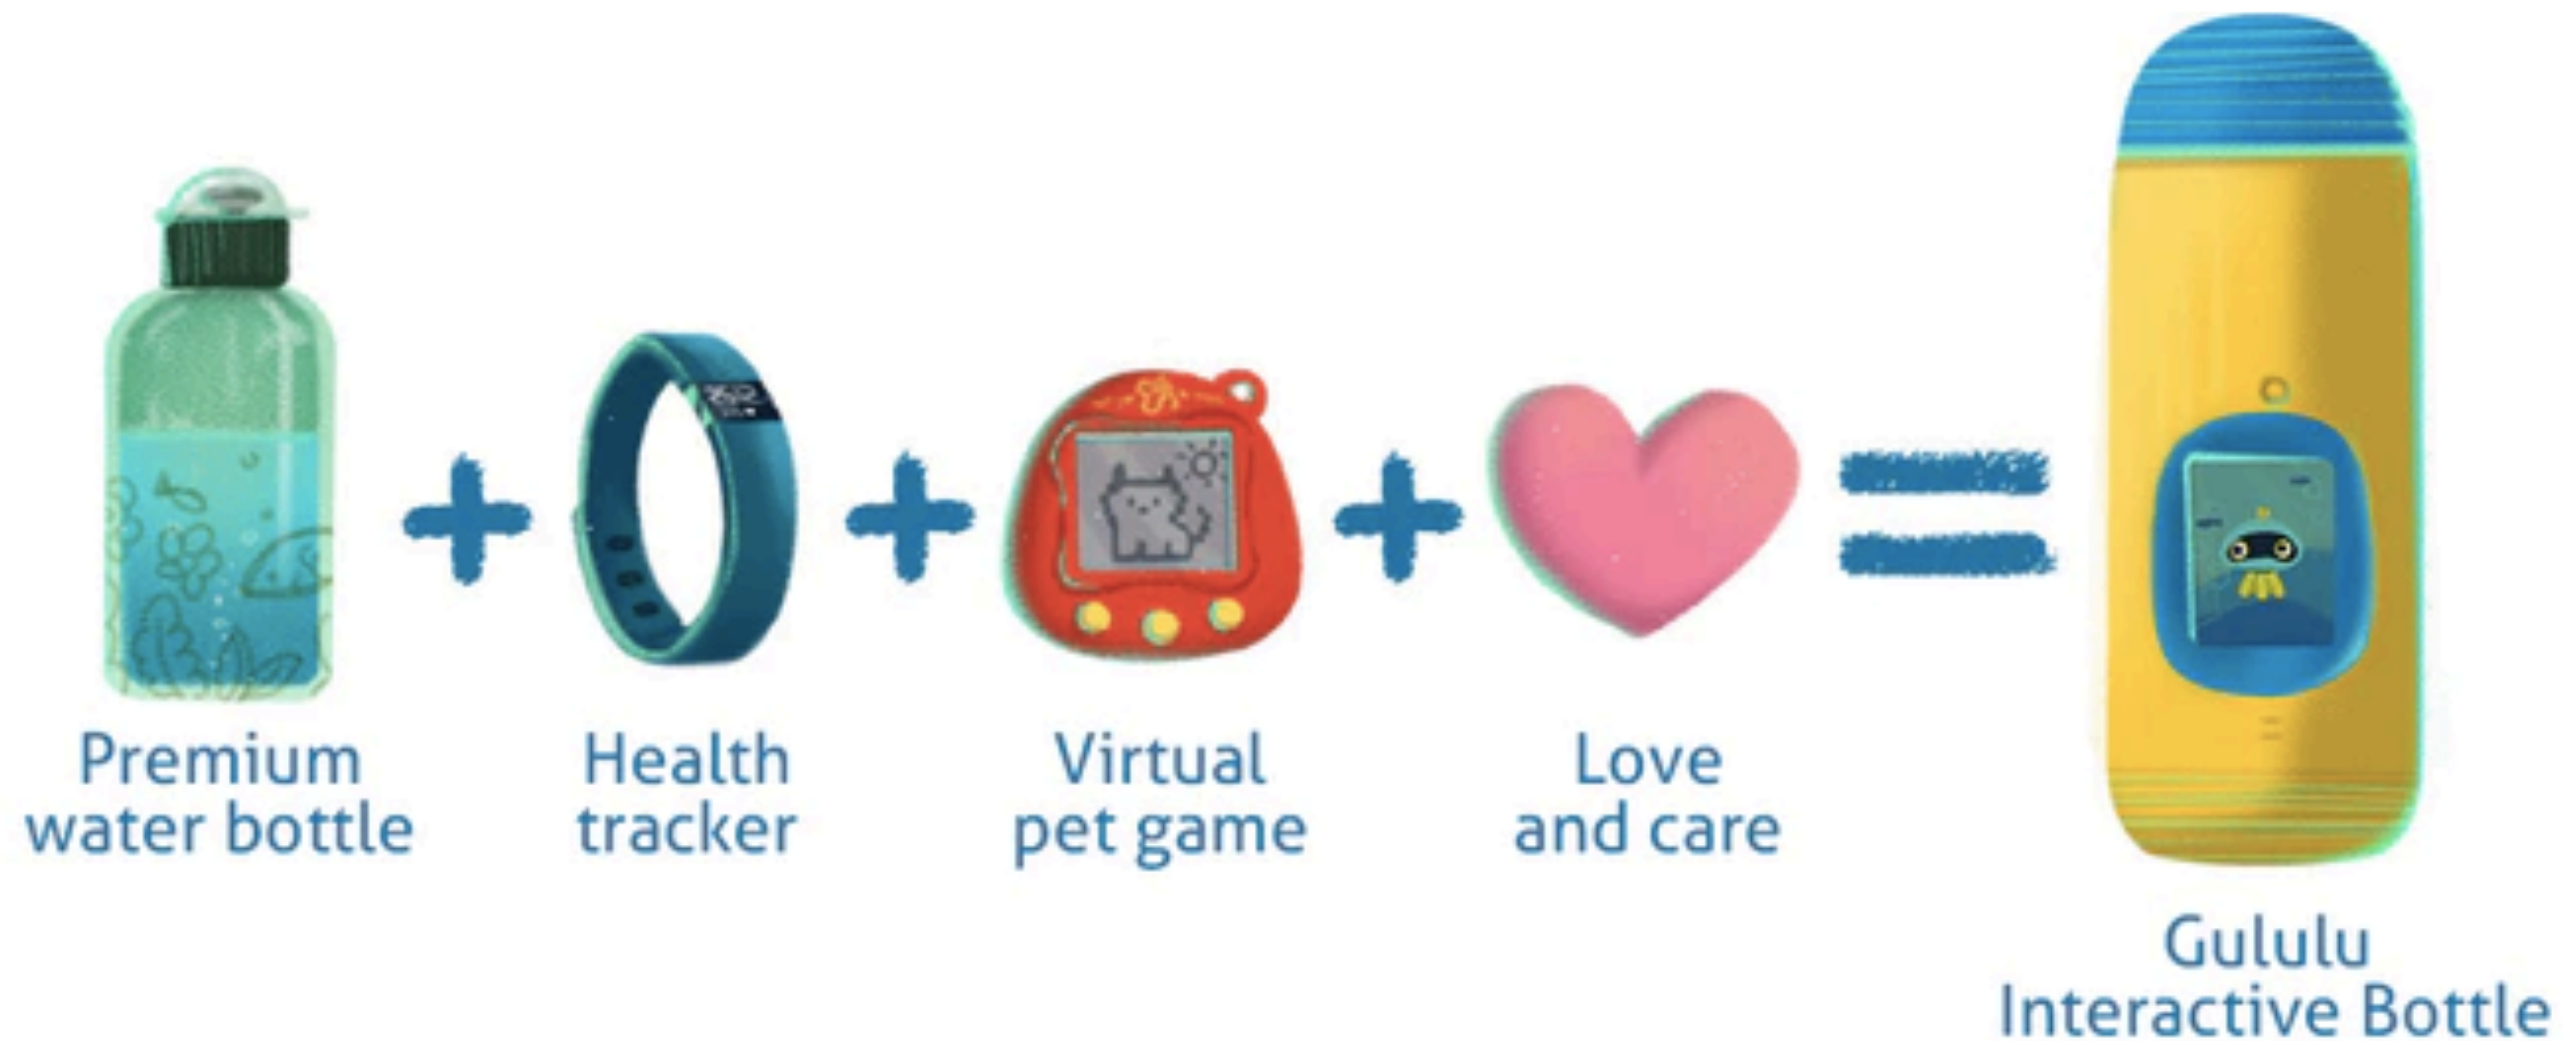 Premium
water bottle
Health
tracker
Virtual
pet game
Love
and care
Gululu
Interactive Bottle